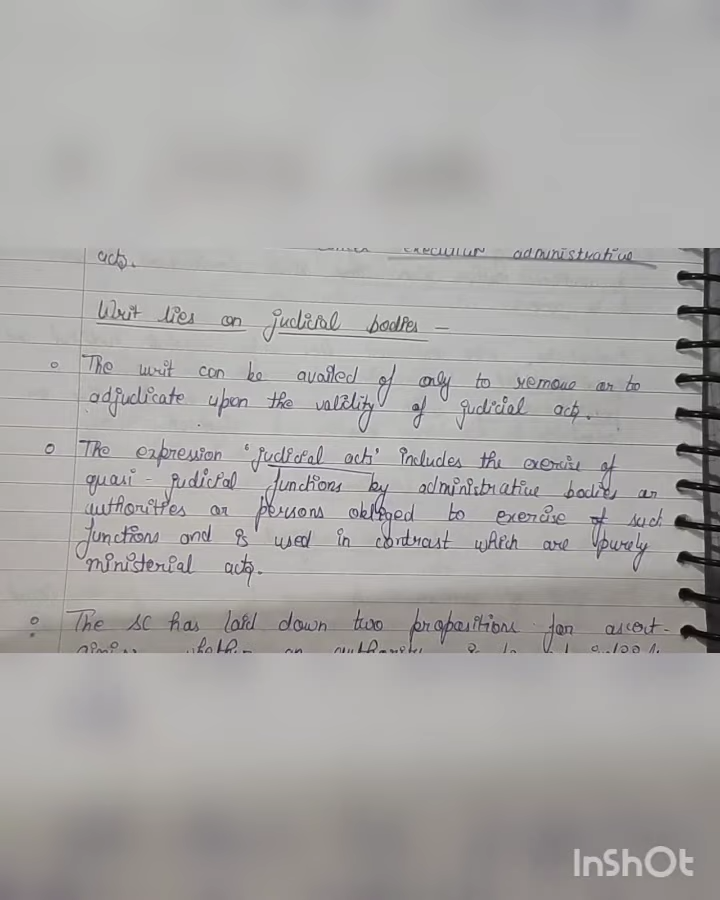 executive administrative
acts.
Writ lies on judicial bodies –
The writ can be availed of only to remove or to
adjudicate upon the validity of judicial acts.
The expression 'judicial acts' includes the exercise of
quasi - judicial functions by administrative bodies or
authorities or persons obliged to exercise of such
functions and is used in contrast which are purely
ministerial acts.
The SC has laid down two propositions for ascert-
InShOt